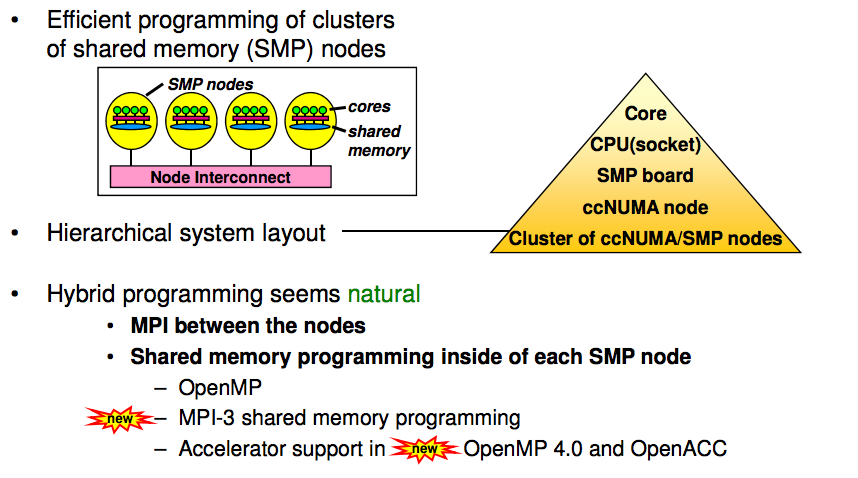 • Efficient programming of clusters
of shared memory (SMP) nodes
SMP nodes
cores
shared
memory
Node Interconnect
Core
CPU(socket)
SMP board
ccNUMA node
Cluster of ccNUMA/SMP nodes
• Hierarchical system layout
• Hybrid programming seems natural
• MPI between the nodes
• Shared memory programming inside of each SMP node
– OpenMP
new – MPI-3 shared memory programming
– Accelerator support in new OpenMP 4.0 and OpenACC